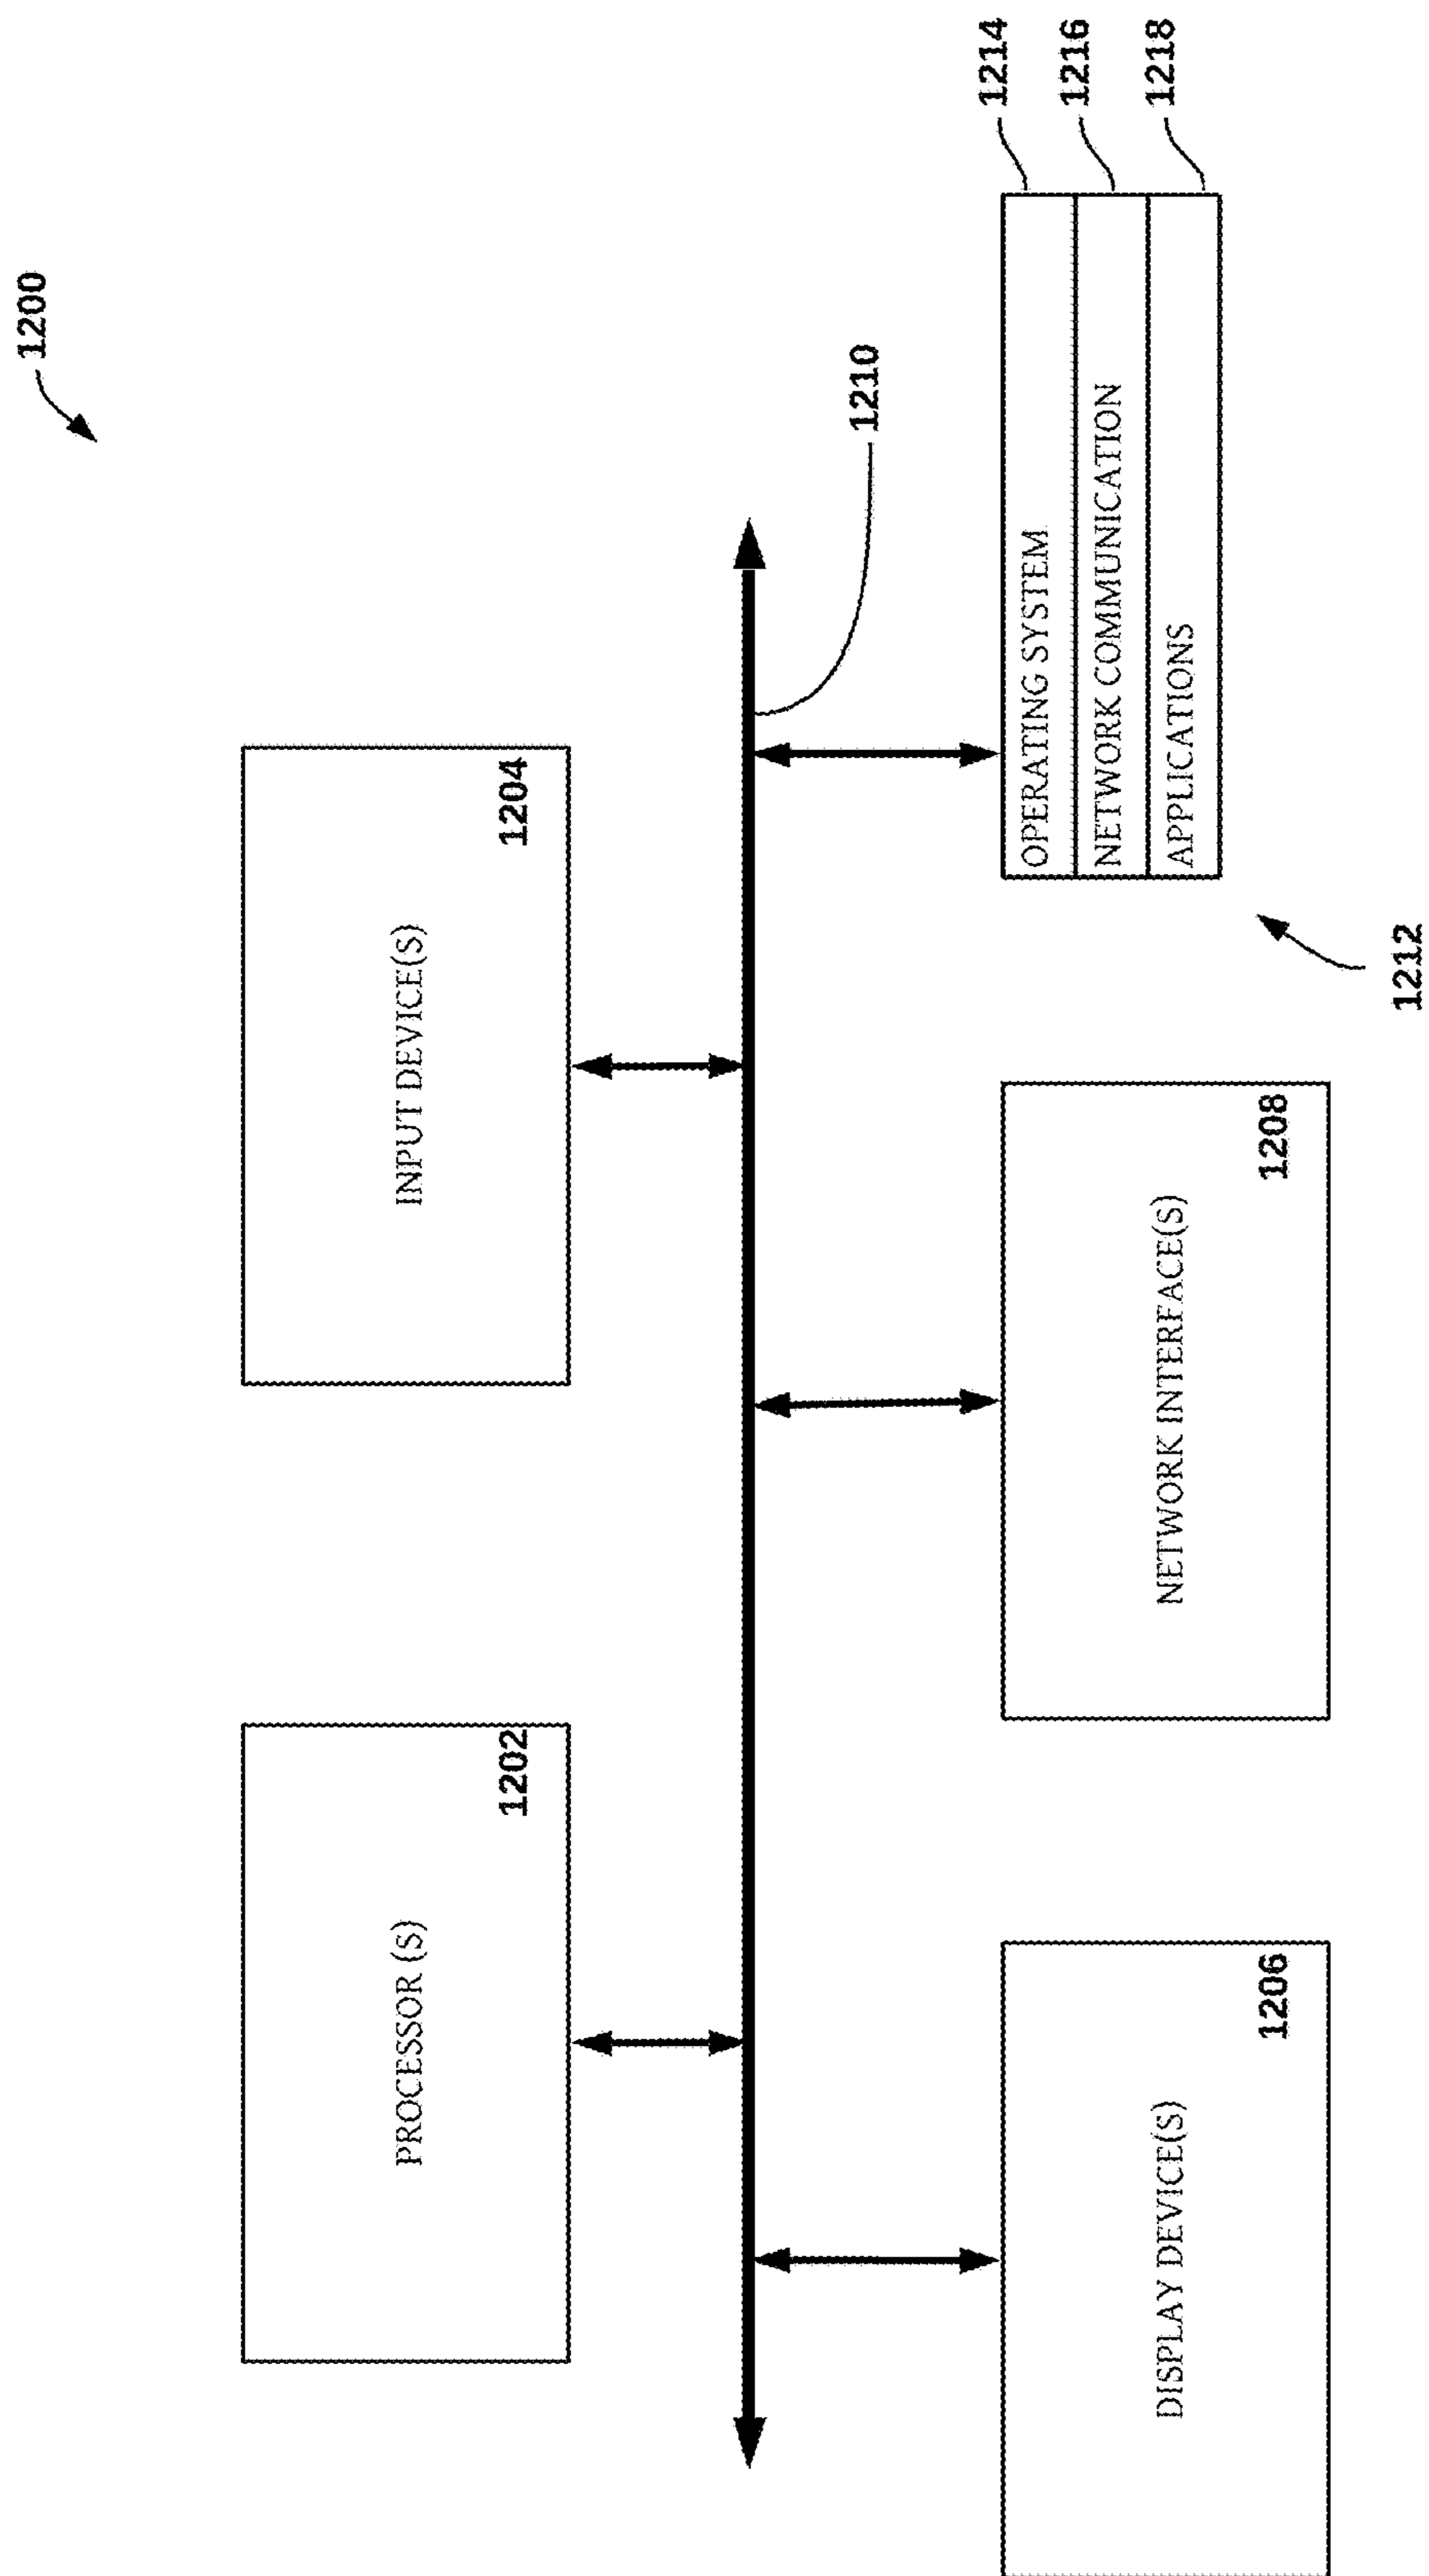 1200
PROCESSOR (S)
1202
INPUT DEVICE(S)
1204
1210
DISPLAY DEVICE(S)
1206
NETWORK INTERFACE(S)
1208
OPERATING SYSTEM
1214
NETWORK COMMUNICATION
1216
APPLICATIONS
1218
1212